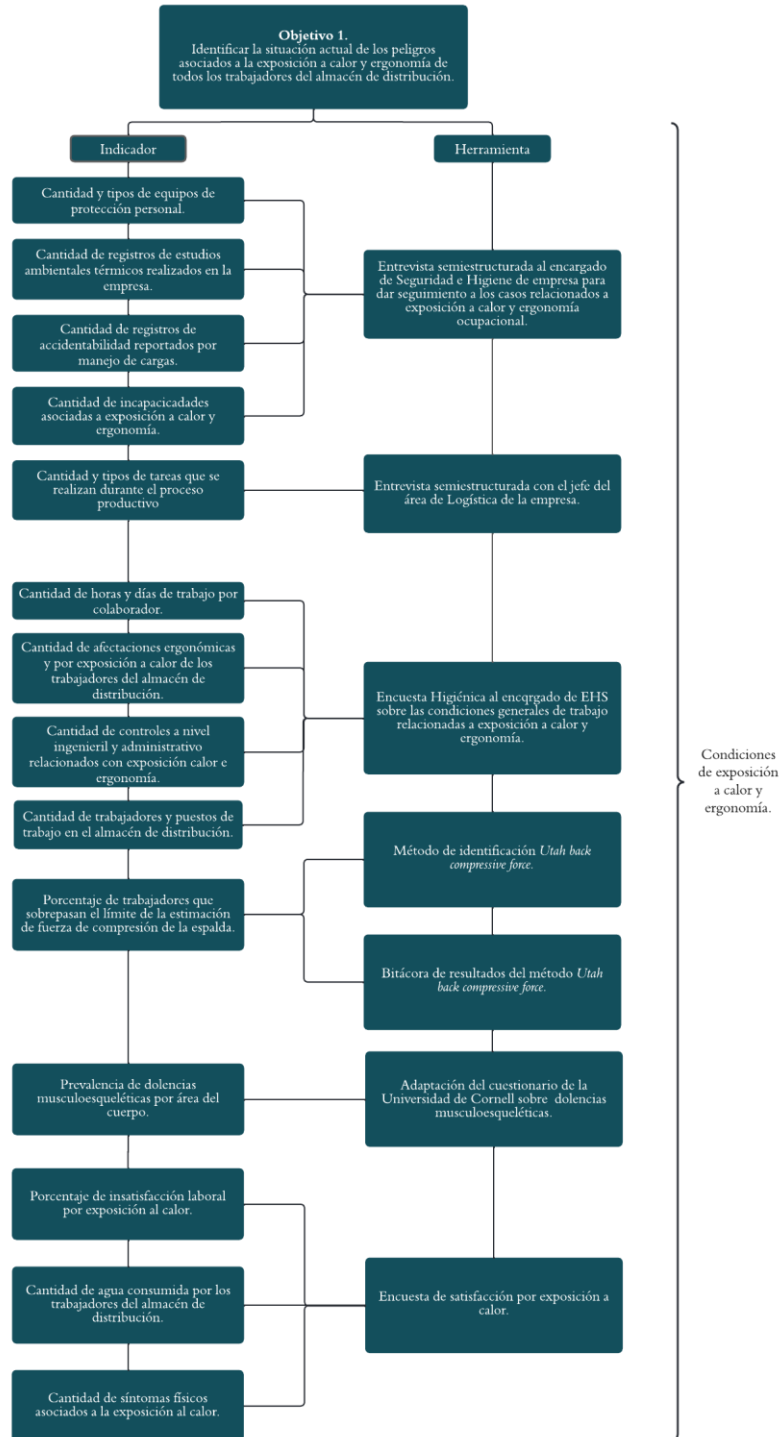 Objetivo 1.
Identificar la situación actual de los peligros
asociados a la exposición a calor y ergonomía de
todos los trabajadores del almacén de distribución.
Indicador
Herramienta
Cantidad y tipos de equipos de
protección personal.
Cantidad de registros de estudios
ambientales térmicos realizados en la
empresa.
Cantidad de registros de
accidentabilidad reportados por
manejo de cargas.
Cantidad de incapacicadades
asociadas a exposición a calor y
ergonomía.
Entrevista semiestructurada al encargado
de Seguridad e Higiene de empresa para
dar seguimiento a los casos relacionados a
exposición a calor y ergonomía
ocupacional.
Cantidad y tipos de tareas que se
realizan durante el proceso
productivo
Entrevista semiestructurada con el jefe del
área de Logística de la empresa.
Cantidad de horas y días de trabajo por
colaborador.
Cantidad de afectaciones ergonómicas
y por exposición a calor de los
trabajadores del almacén de
distribución.
Cantidad de controles a nivel
ingenieril y administrativo
relacionados con exposición calor e
ergonomía.
Cantidad de trabajadores y puestos de
trabajo en el almacén de distribución.
Encuesta Higiénica al encqrgado de EHS
sobre las condiciones generales de trabajo
relacionadas a exposición a calor y
ergonomía.
Condiciones
de exposición
a calor y
ergonomía.
Porcentaje de trabajadores que
sobrepasan el límite de la estimación
de fuerza de compresión de la espalda.
Método de identificación Utah back
compressive force.
Bitácora de resultados del método Utah
back compressive force.
Prevalencia de dolencias
musculoesqueléticas por área del
cuerpo.
Adaptación del cuestionario de la
Universidad de Cornell sobre dolencias
musculoesqueléticas.
Porcentaje de insatisfacción laboral
por exposición al calor.
Cantidad de agua consumida por los
trabajadores del almacén de
distribución.
Cantidad de síntomas físicos
asociados a la exposición al calor.
Encuesta de satisfacción por exposición a
calor.